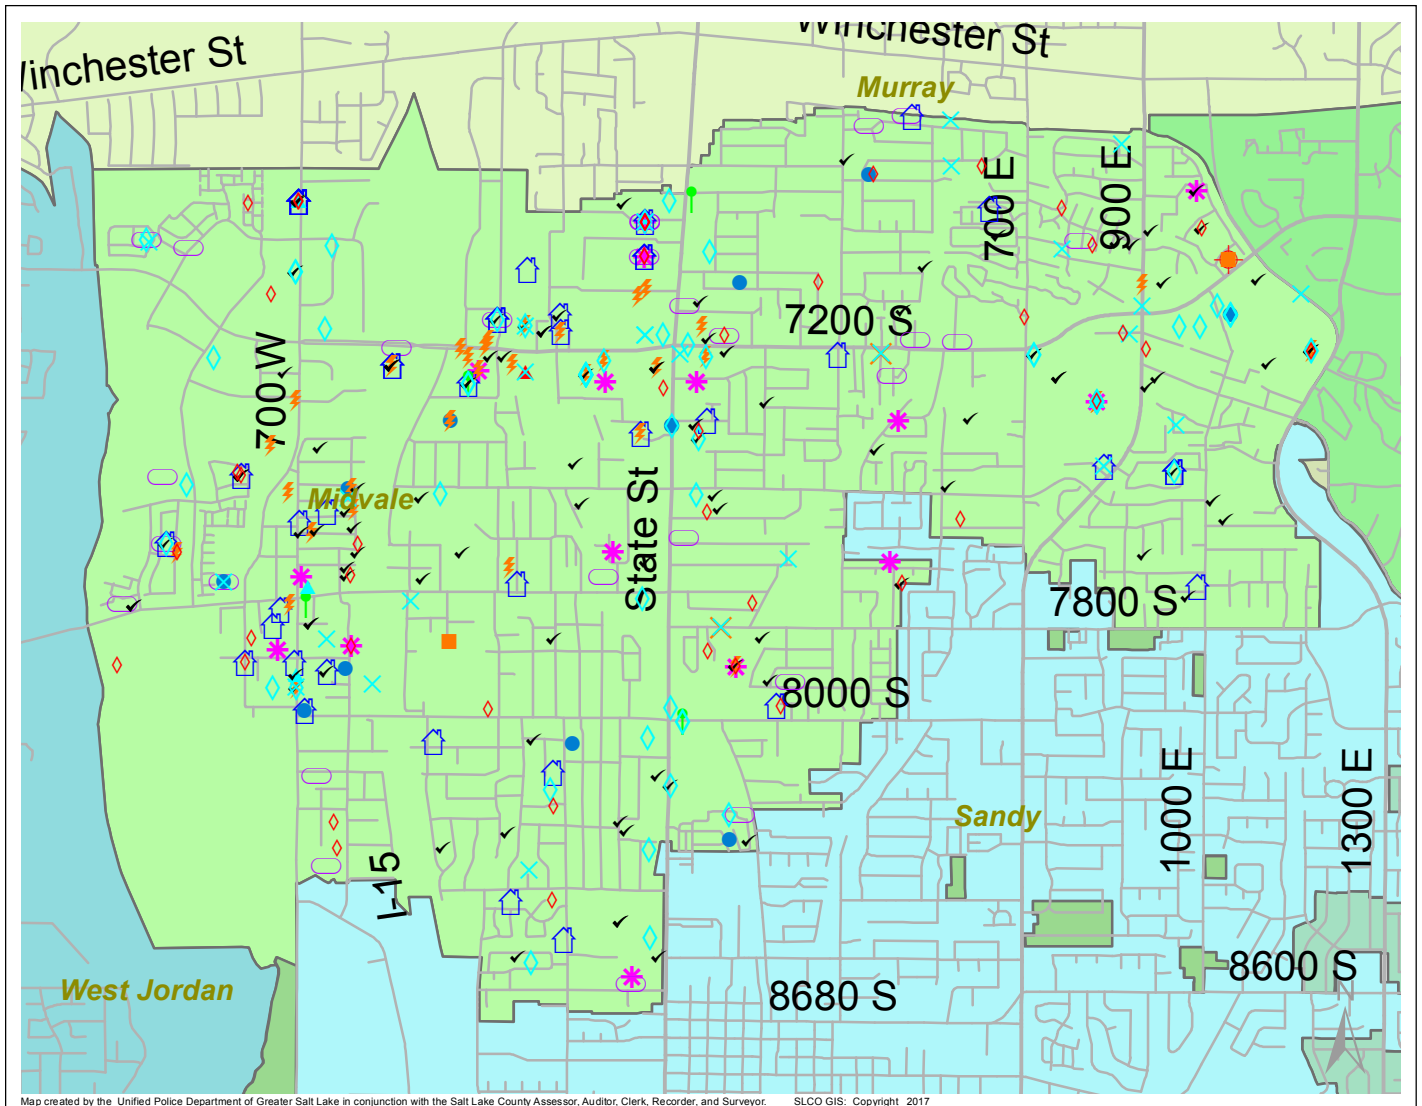 Winchester St
Winchester St
Murray
700 E
900 E
7200 S
700 W
Midvale
State St
7800 S
8000 S
1000 E
1300 E
Sandy
I-15
8600 S
West Jordan
8680 S
Map created by the Unified Police Department of Greater Salt Lake in conjunction with the Salt Lake County Assessor, Auditor, Clerk, Recorder, and Surveyor. SLCO GIS: Copyright 2017